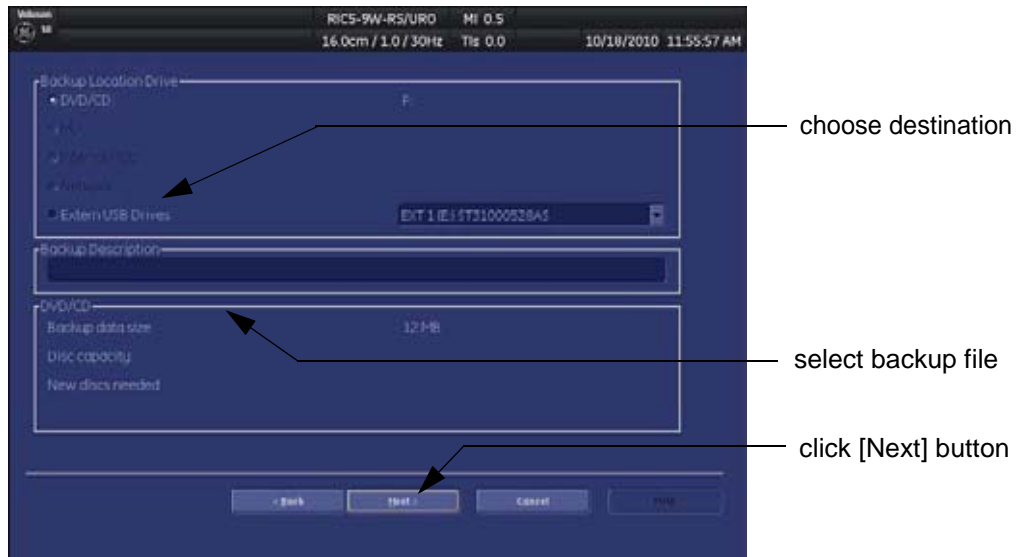 Voluson
RIC5-9W-RS/URO MI 0.5
16.0cm / 1.0 / 30Hz TIs 0.0 10/18/2010 11:55:57 AM
Backup Location Drive
DVD/CD F:
Network
Extern USB Drives EXT 1 (E:) ST31000528AS
choose destination
Backup Description
DVD/CD
Backup data size 12 MB
Disc capacity
New discs needed
select backup file
click [Next] button
< Back Next > Cancel